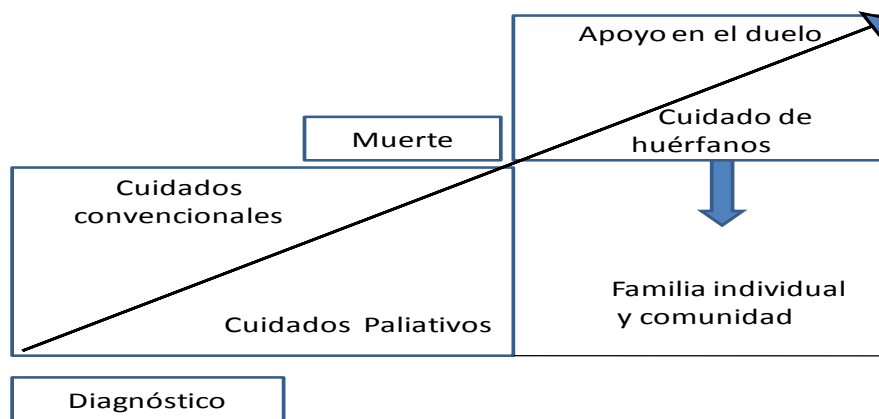 Apoyo en el duelo
Muerte
Cuidado de
huérfanos
Cuidados
convencionales
Cuidados Paliativos
Familia individual
y comunidad
Diagnóstico